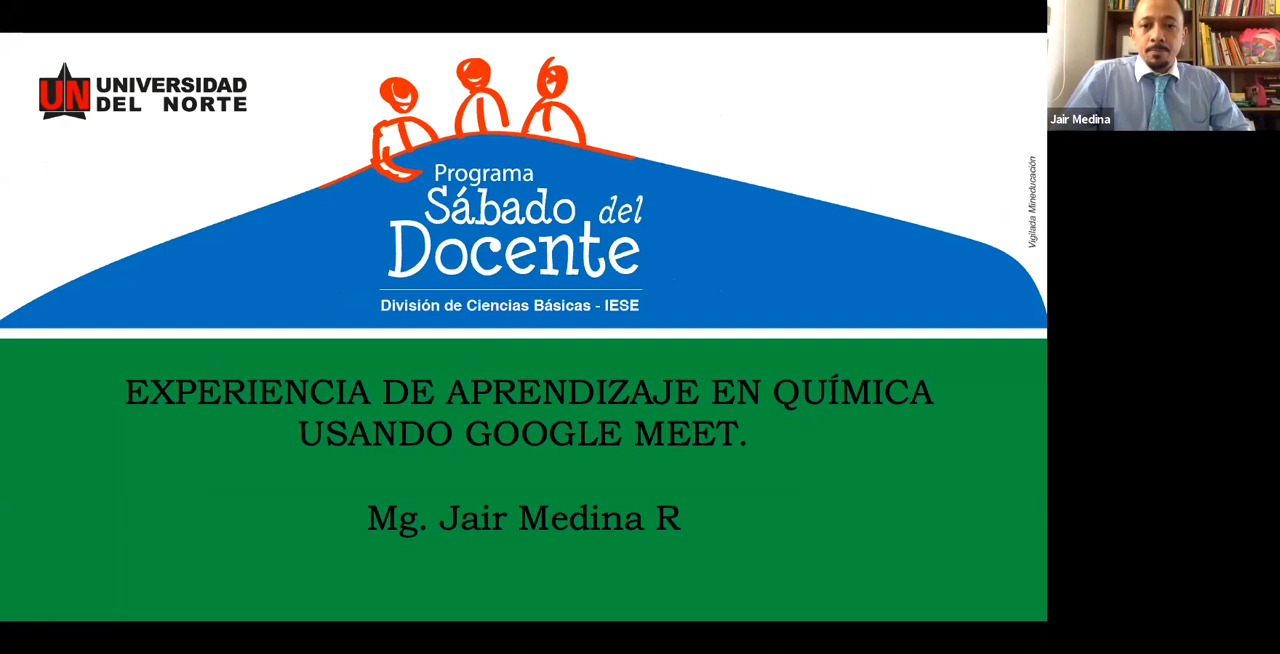 UN UNIVERSIDAD
DEL NORTE
Jair Medina
Vigilada Mineducación
Programa
Sábado del
Docente
División de Ciencias Básicas - IESE
EXPERIENCIA DE APRENDIZAJE EN QUÍMICA
USANDO GOOGLE MEET.
Mg. Jair Medina R